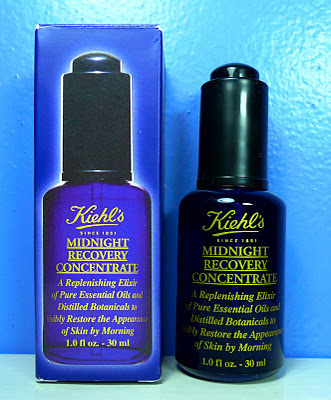 Kiehl's
SINCE 1851
MIDNIGHT
RECOVERY
CONCENTRATE
A Replenishing Elixir
of Pure Essential Oils and
Distilled Botanicals to
Visibly Restore the Appearance
of Skin by Morning
1.0 fl. oz. - 30 ml
Kiehl's
SINCE 1851
MIDNIGHT
RECOVERY
CONCENTRATE
A Replenishing Elixir
of Pure Essential Oils and
Distilled Botanicals to
Visibly Restore the Appearance
of Skin by Morning
1.0 fl. oz. - 30 ml